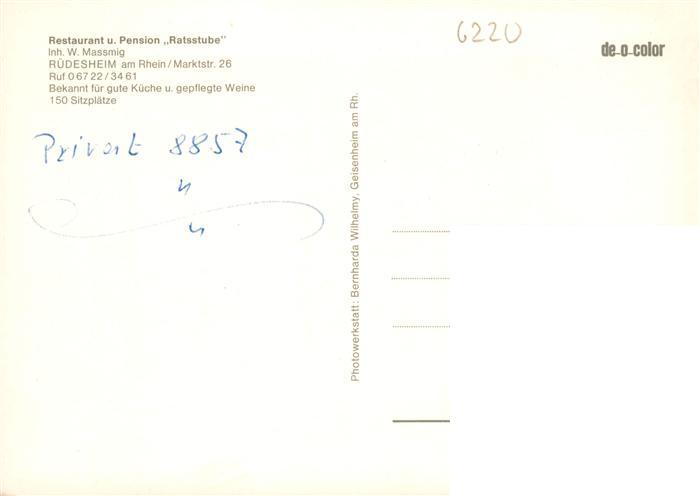 Restaurant u. Pension „Ratsstube"
Inh. W. Massmig
RÜDESHEIM am Rhein/Marktstr. 26
Ruf 0 67 22 / 34 61
Bekannt für gute Küche u. gepflegte Weine
150 Sitzplätze
Privat 8857
6220
de-o-color
Photowerkstatt: Bernharda Wilhelmy, Geisenheim am Rh.